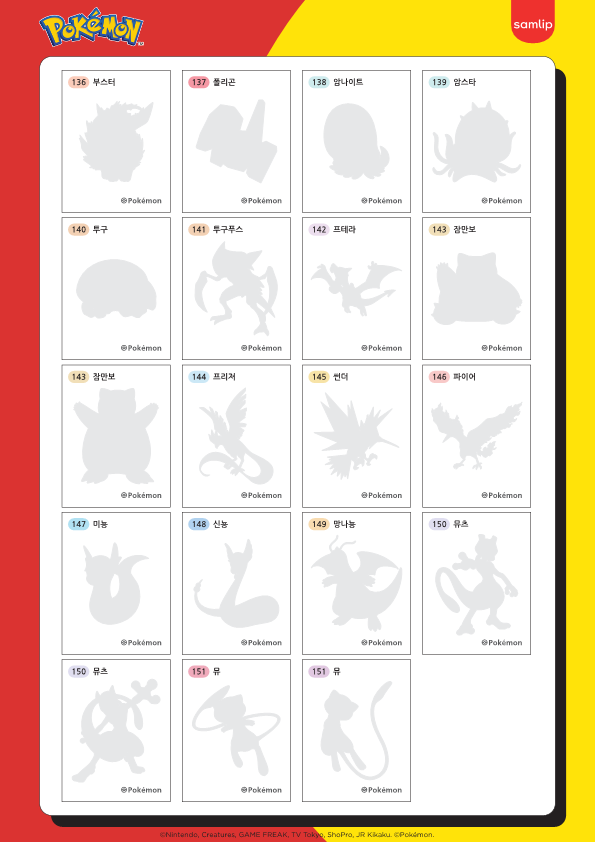 POKéMON
TM
samlip
136 부스터
137 폴리곤
138 암나이트
139 암스타
©Pokémon
©Pokémon
©Pokémon
©Pokémon
140 투구
141 투구푸스
142 프테라
143 잠만보
©Pokémon
©Pokémon
©Pokémon
©Pokémon
143 잠만보
144 프리져
145 썬더
146 파이어
©Pokémon
©Pokémon
©Pokémon
©Pokémon
147 미뇽
148 신뇽
149 망나뇽
150 뮤츠
©Pokémon
©Pokémon
©Pokémon
©Pokémon
150 뮤츠
151 뮤
151 뮤
©Pokémon
©Pokémon
©Pokémon
©Nintendo, Creatures, GAME FREAK, TV Tokyo, ShoPro, JR Kikaku. ©Pokémon.